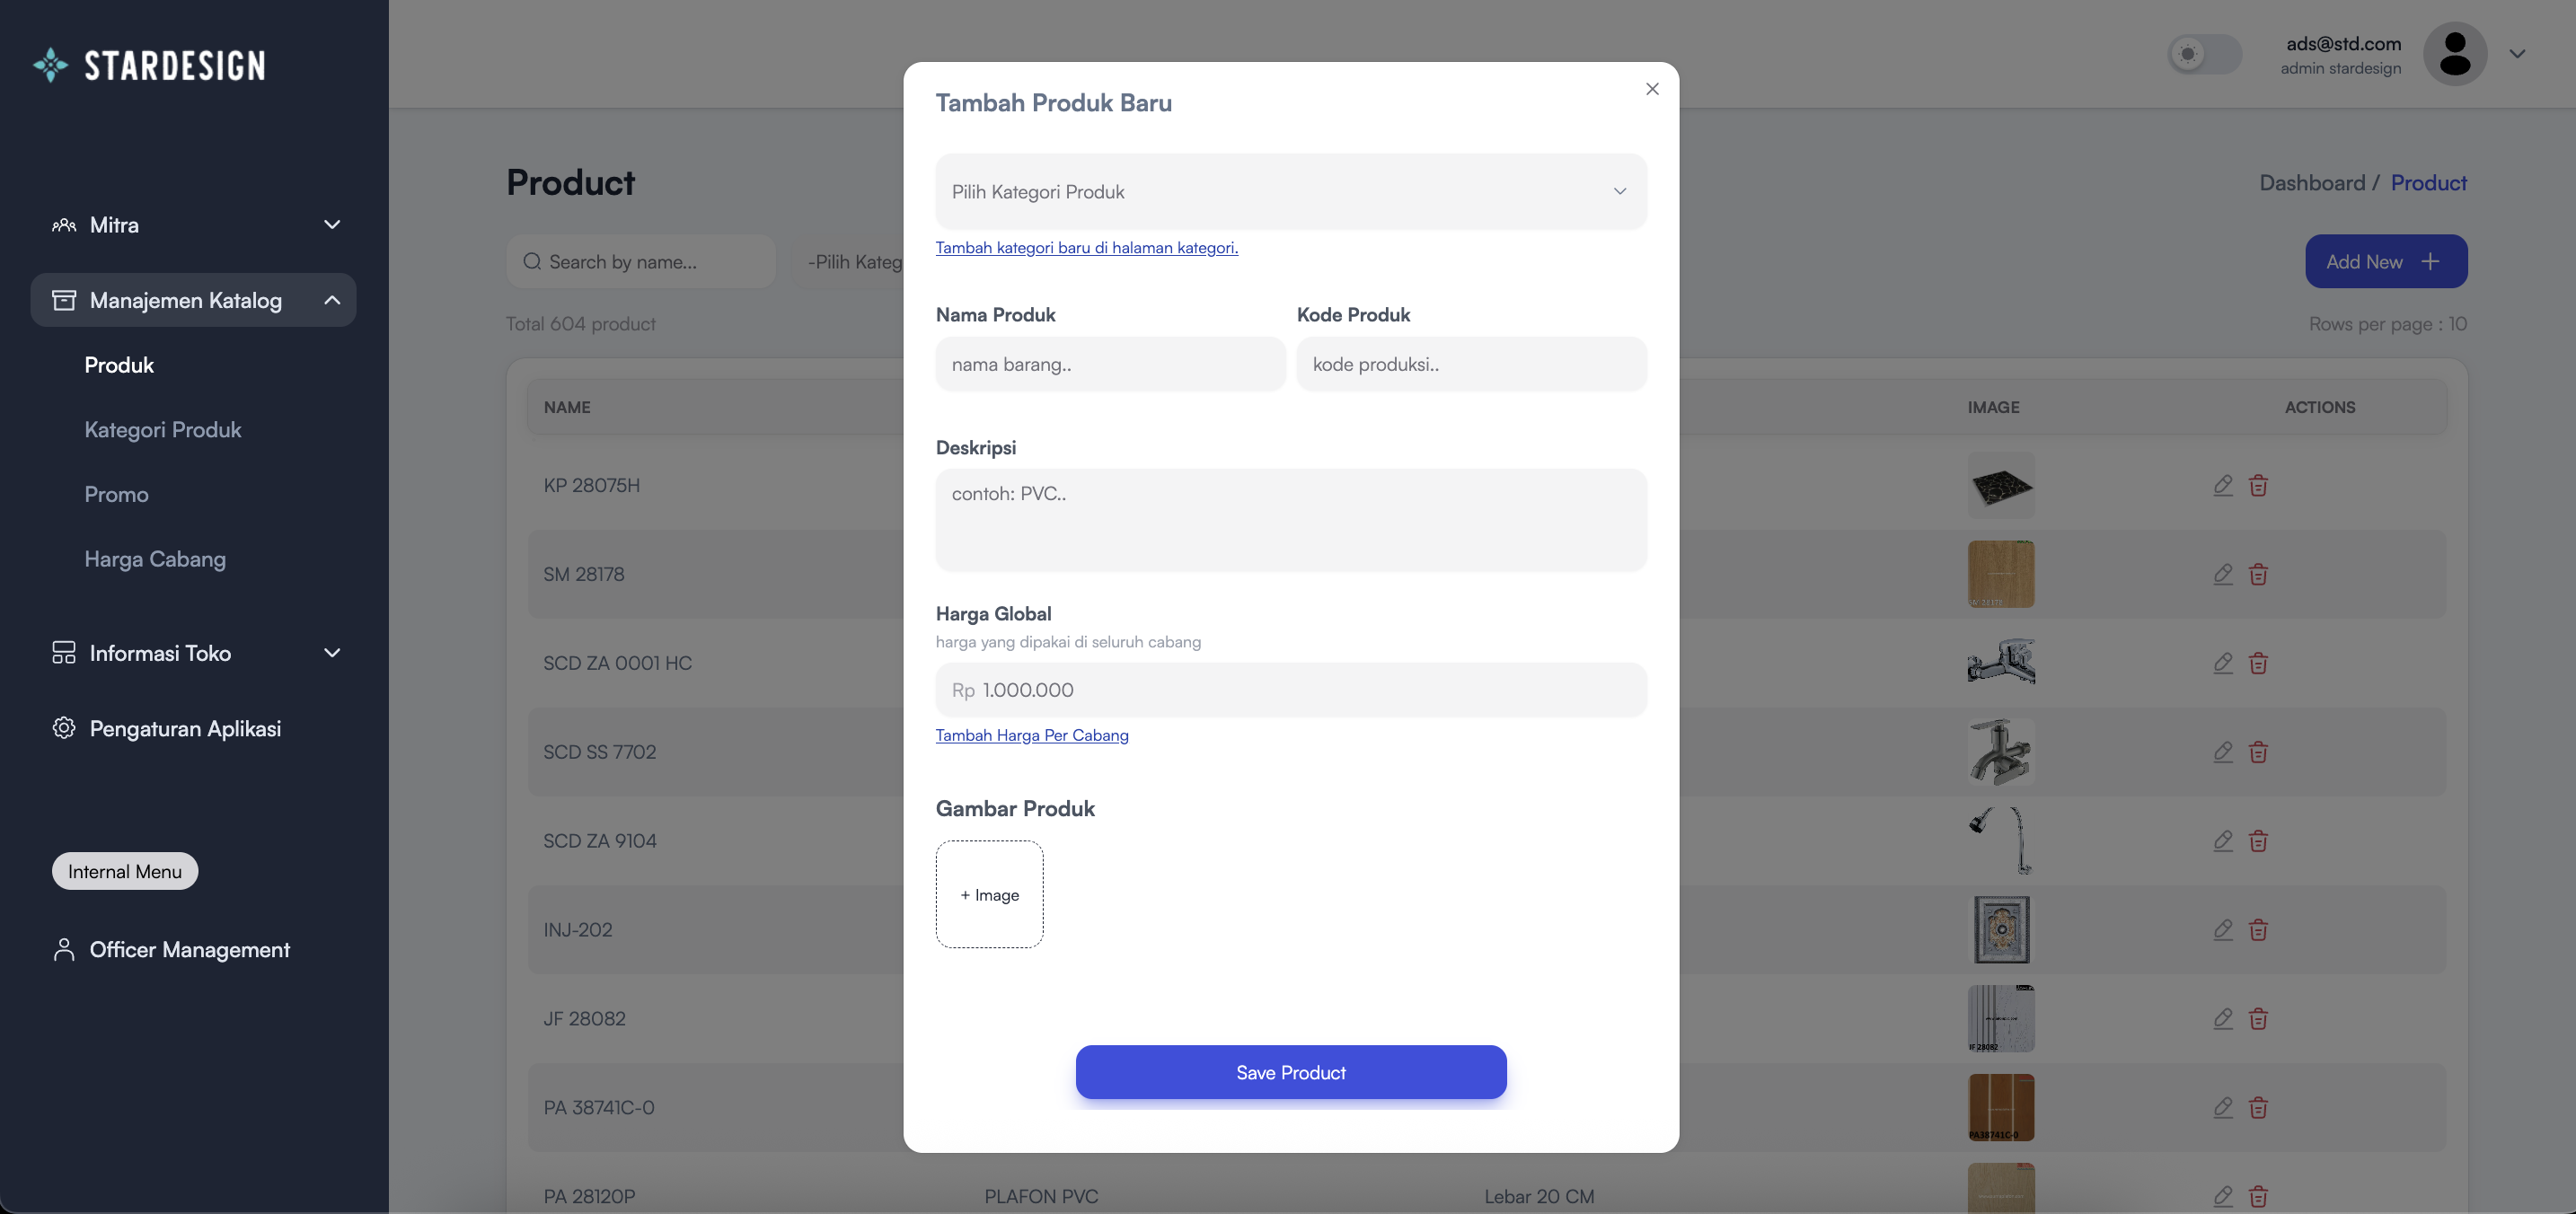 STARDESIGN
Mitra
Manajemen Katalog
Produk
Kategori Produk
Promo
Harga Cabang
Informasi Toko
Pengaturan Aplikasi
Internal Menu
Officer Management
ads@std.com
admin stardesign
Product
Dashboard / Product
Search by name...
-Pilih Kateg
Add New +
Total 604 product
Rows per page : 10
NAME
IMAGE
ACTIONS
KP 28075H
SM 28178
SCD ZA 0001 HC
SCD SS 7702
SCD ZA 9104
INJ-202
JF 28082
PA 38741C-0
PA38741C-0
PA 28120P
PLAFON PVC
Lebar 20 CM
Tambah Produk Baru
Pilih Kategori Produk
Tambah kategori baru di halaman kategori.
Nama Produk
Kode Produk
nama barang..
kode produksi..
Deskripsi
contoh: PVC..
Harga Global
harga yang dipakai di seluruh cabang
Rp 1.000.000
Tambah Harga Per Cabang
Gambar Produk
+ Image
Save Product